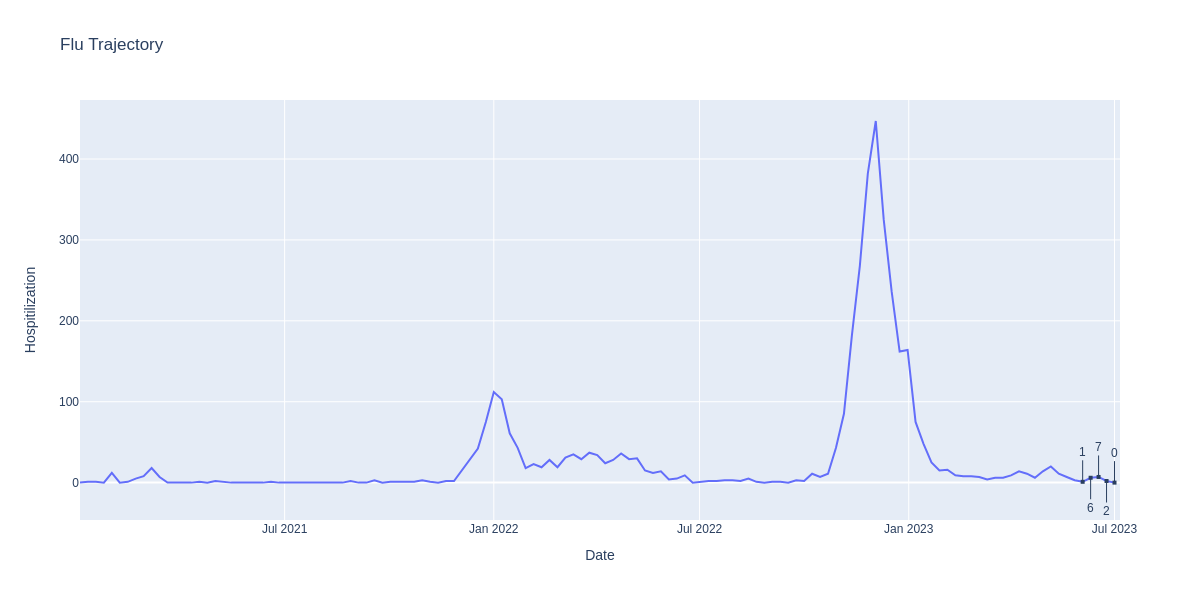 Flu Trajectory
Hospitilization
400
300
200
100
0
1
7
0
6
2
Jul 2021
Jan 2022
Jul 2022
Jan 2023
Jul 2023
Date